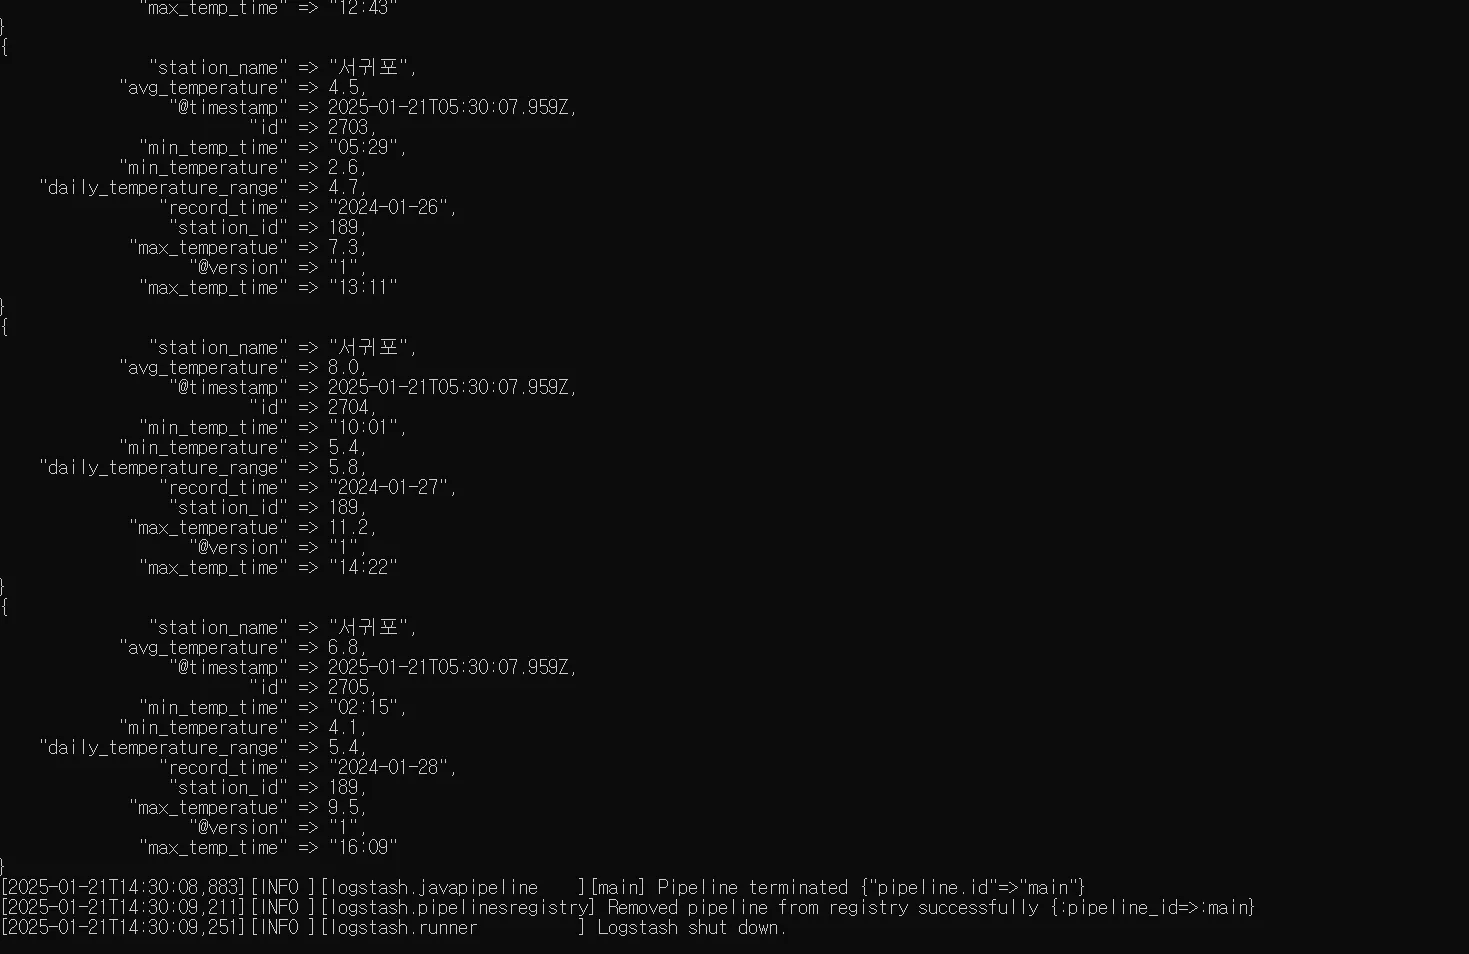 "max_temp_time" => "12:43"
}
{
"station_name" => "서귀포",
"avg_temperature" => 4.5,
"@timestamp" => 2025-01-21T05:30:07.959Z,
"id" => 2703,
"min_temp_time" => "05:29",
"min_temperature" => 2.6,
"daily_temperature_range" => 4.7,
"record_time" => "2024-01-26",
"station_id" => 189,
"max_temperatue" => 7.3,
"@version" => "1",
"max_temp_time" => "13:11"
}
{
"station_name" => "서귀포",
"avg_temperature" => 8.0,
"@timestamp" => 2025-01-21T05:30:07.959Z,
"id" => 2704,
"min_temp_time" => "10:01",
"min_temperature" => 5.4,
"daily_temperature_range" => 5.8,
"record_time" => "2024-01-27",
"station_id" => 189,
"max_temperatue" => 11.2,
"@version" => "1",
"max_temp_time" => "14:22"
}
{
"station_name" => "서귀포",
"avg_temperature" => 6.8,
"@timestamp" => 2025-01-21T05:30:07.959Z,
"id" => 2705,
"min_temp_time" => "02:15",
"min_temperature" => 4.1,
"daily_temperature_range" => 5.4,
"record_time" => "2024-01-28",
"station_id" => 189,
"max_temperatue" => 9.5,
"@version" => "1",
"max_temp_time" => "16:09"
}
[2025-01-21T14:30:08,883][INFO ][logstash.javapipeline    ][main] Pipeline terminated {"pipeline.id"=>"main"}
[2025-01-21T14:30:09,211][INFO ][logstash.pipelinesregistry] Removed pipeline from registry successfully {:pipeline_id=>:main}
[2025-01-21T14:30:09,251][INFO ][logstash.runner          ] Logstash shut down.